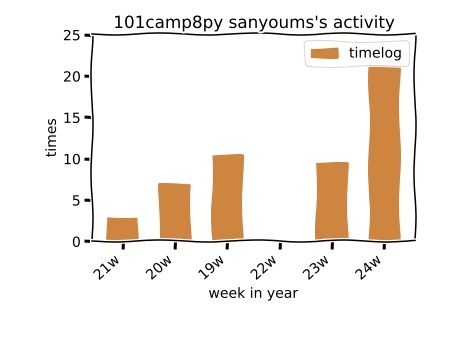 101camp8py sanyoums's activity
timelog
25
20
15
10
5
0
times
21w 20w 19w 22w 23w 24w
week in year